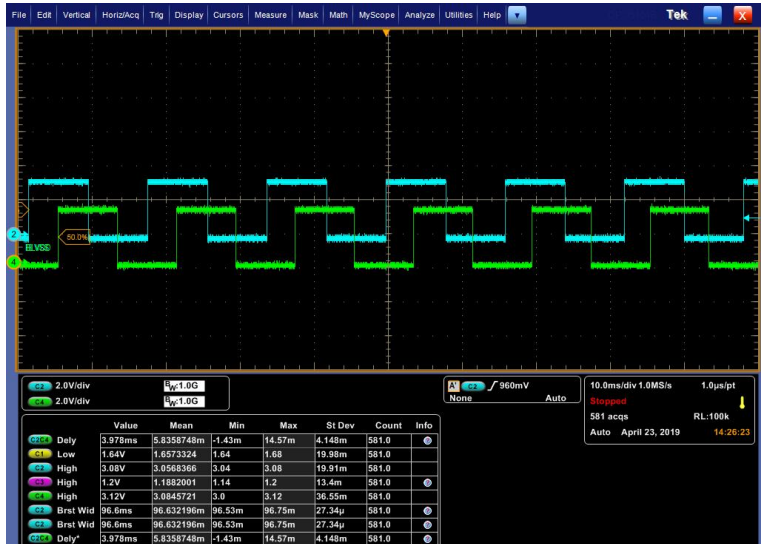 File Edit Vertical Horiz/Acq Trig Display Cursors Measure Mask Math MyScope Analyze Utilities Help Tek X
2
50.0%
4
C2 2.0V/div BW:1.0G
C4 2.0V/div BW:1.0G
A' C2 960mV
None Auto
10.0ms/div 1.0MS/s 1.0µs/pt
Stopped
581 acqs RL:100k
Auto April 23, 2019 14:26:23
Value Mean Min Max St Dev Count Info
C2C4 Dely 3.978ms 5.8358748m -1.43m 14.57m 4.148m 581.0
C1 Low 1.64V 1.6573324 1.64 1.68 19.98m 581.0
C2 High 3.08V 3.0568366 3.04 3.08 19.91m 581.0
C3 High 1.2V 1.1882001 1.14 1.2 13.4m 581.0
C4 High 3.12V 3.0845721 3.0 3.12 36.55m 581.0
C2 Brst Wid 96.6ms 96.632196m 96.53m 96.75m 27.34µ 581.0
C2 Brst Wid 96.6ms 96.632196m 96.53m 96.75m 27.34µ 581.0
C2C4 Dely* 3.978ms 5.8358748m -1.43m 14.57m 4.148m 581.0